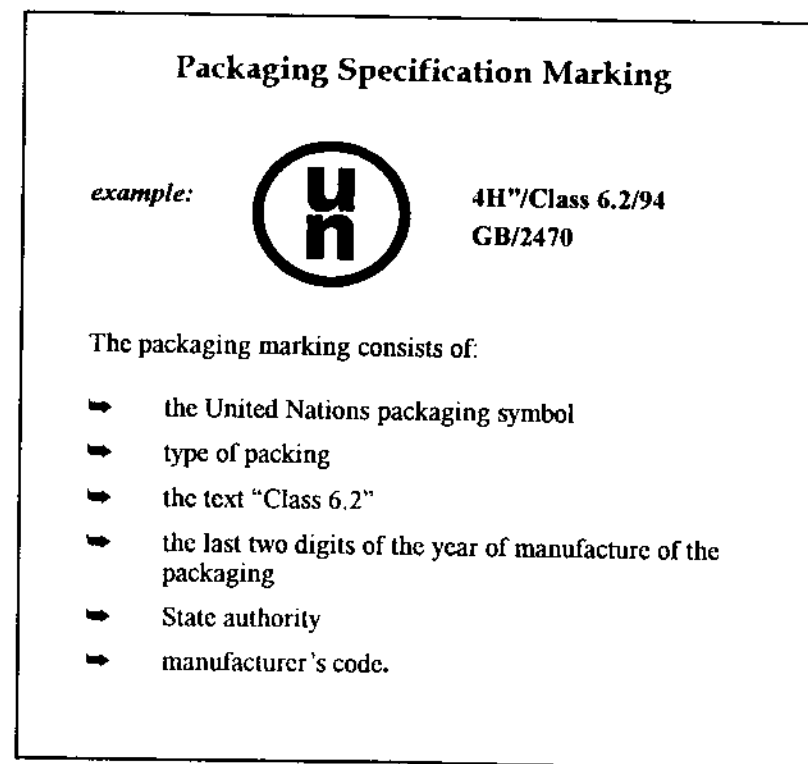 Packaging Specification Marking
example:
u
n
4H"/Class 6.2/94
GB/2470
The packaging marking consists of:
➥ the United Nations packaging symbol
➥ type of packing
➥ the text “Class 6.2”
➥ the last two digits of the year of manufacture of the
packaging
➥ State authority
➥ manufacturer's code.